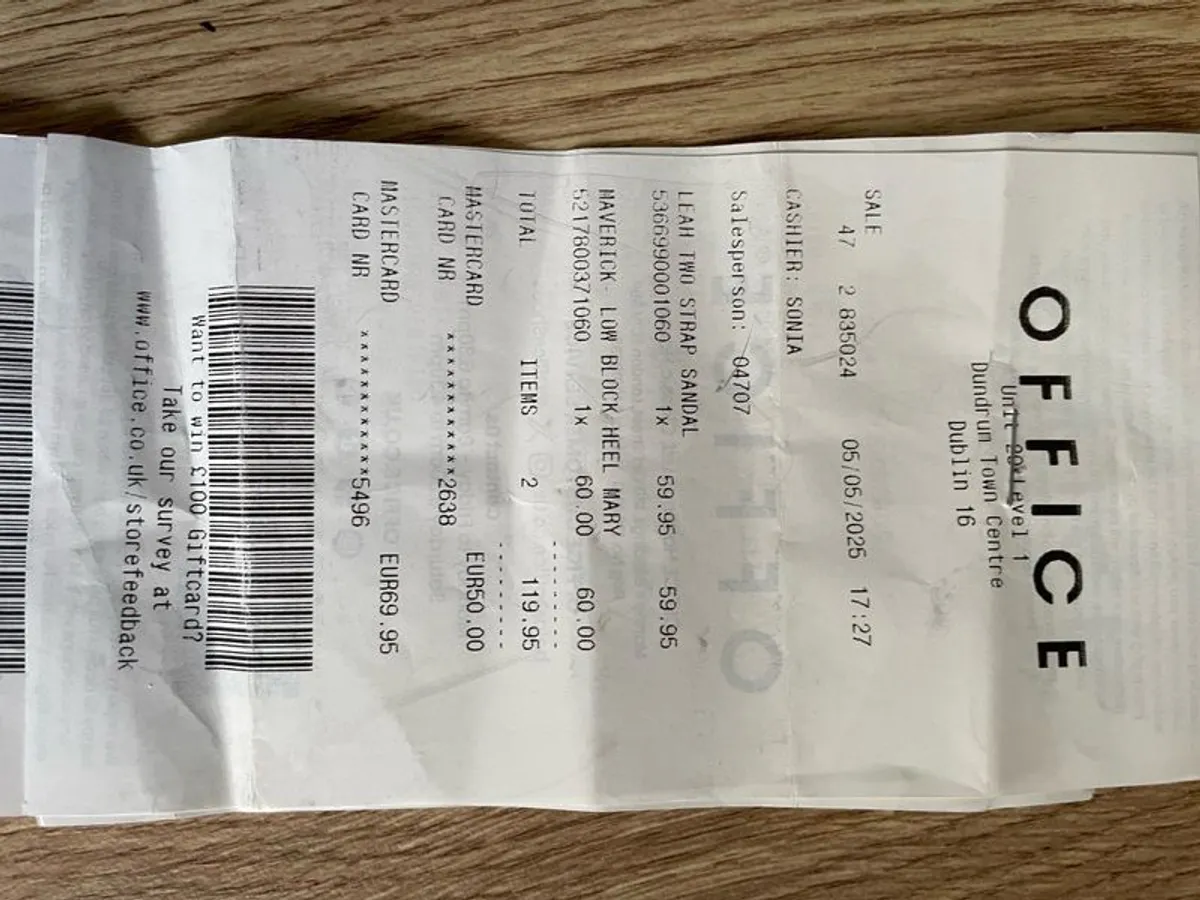 OFFICE
Unit 20 Level 1
Dundrum Town Centre
Dublin 16
SALE
47 2 835024 05/05/2025 17:27
CASHIER: SONIA
Salesperson: 04707
LEAH TWO STRAP SANDAL
5366990001060 1x 59.95 59.95
MAVERICK- LOW BLOCK HEEL MARY
5217800371060 1x 60.00 60.00
--------
TOTAL ITEMS 2 119.95
--------
MASTERCARD EUR50.00
CARD NR ************2638
MASTERCARD EUR69.95
CARD NR ************5496
Want to win £100 Giftcard?
Take our survey at
www.office.co.uk/storefeedback